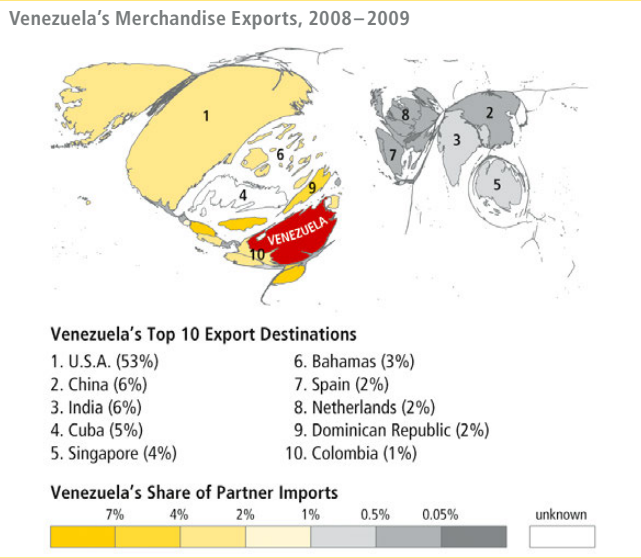 Venezuela's Merchandise Exports, 2008–2009
1
2
3
4
5
6
7
8
9
10
VENEZUELA
Venezuela's Top 10 Export Destinations
1. U.S.A. (53%)
2. China (6%)
3. India (6%)
4. Cuba (5%)
5. Singapore (4%)
6. Bahamas (3%)
7. Spain (2%)
8. Netherlands (2%)
9. Dominican Republic (2%)
10. Colombia (1%)
Venezuela's Share of Partner Imports
7% 4% 2% 1% 0.5% 0.05% unknown